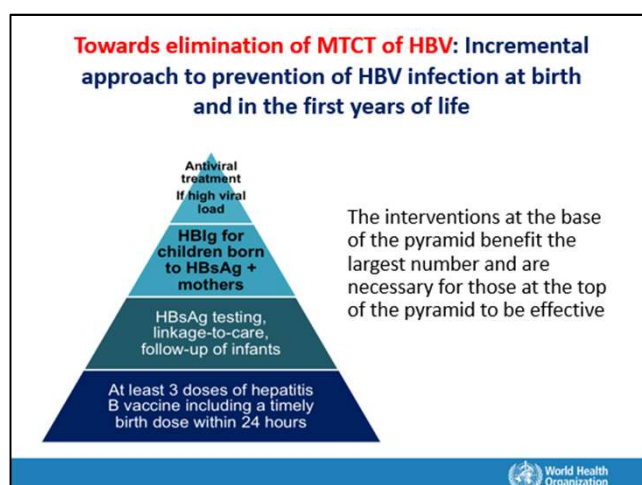 Towards elimination of MTCT of HBV: Incremental
approach to prevention of HBV infection at birth
and in the first years of life
Antiviral
treatment
If high viral
load
HBIg for
children born
to HBsAg +
mothers
HBsAg testing,
linkage-to-care,
follow-up of infants
At least 3 doses of hepatitis
B vaccine including a timely
birth dose within 24 hours
The interventions at the base
of the pyramid benefit the
largest number and are
necessary for those at the top
of the pyramid to be effective
World Health
Organization